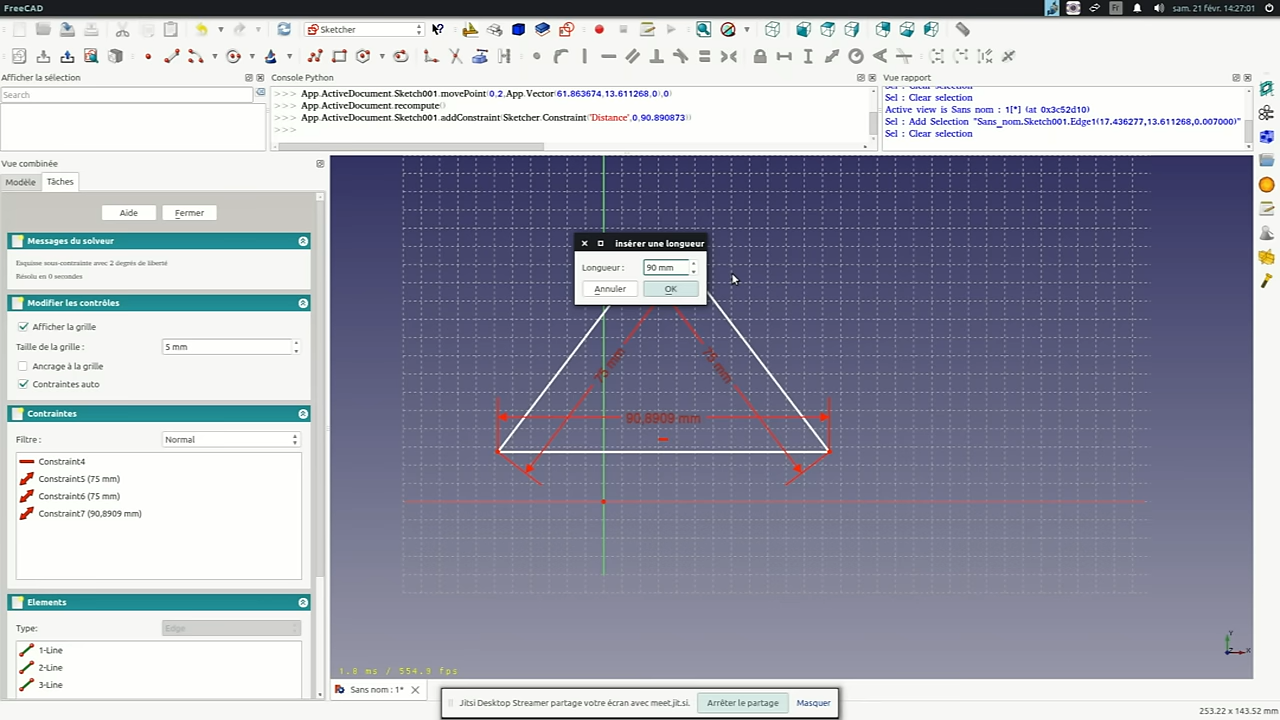 FreeCAD
Fr
sam. 21 févr. 14:27:01
Sketcher
Afficher la sélection
Search
Console Python
>>> App.ActiveDocument.Sketch001.movePoint(0,2,App.Vector(61.863674,13.611268,0),0)
>>> App.ActiveDocument.recompute()
>>> App.ActiveDocument.Sketch001.addConstraint(Sketcher.Constraint('Distance',0,90.890873))
>>>
Vue rapport
Sel : Clear selection
Sel : Clear selection
Active view is Sans nom : 1[*] (at 0x3c52d10)
Sel : Add Selection "Sans_nom.Sketch001.Edge1(17.436277,13.611268,0.007000)"
Sel : Clear selection
Vue combinée
Modèle
Tâches
Aide
Fermer
Messages du solveur
Esquisse sous-contrainte avec 2 degrés de liberté
Résolu en 0 secondes
Modifier les contrôles
Afficher la grille
Taille de la grille :
5 mm
Ancrage à la grille
Contraintes auto
Contraintes
Filtre :
Normal
Constraint4
Constraint5 (75 mm)
Constraint6 (75 mm)
Constraint7 (90,8909 mm)
Elements
Type:
Edge
1-Line
2-Line
3-Line
insérer une longueur
Longueur :
90 mm
Annuler
OK
75 mm
75 mm
90,8909 mm
Y
X
1.0 ms / 554.9 fps
Sans nom : 1*
Jitsi Desktop Streamer partage votre écran avec meet.jit.si.
Arrêter le partage
Masquer
253.22 x 143.52 mm